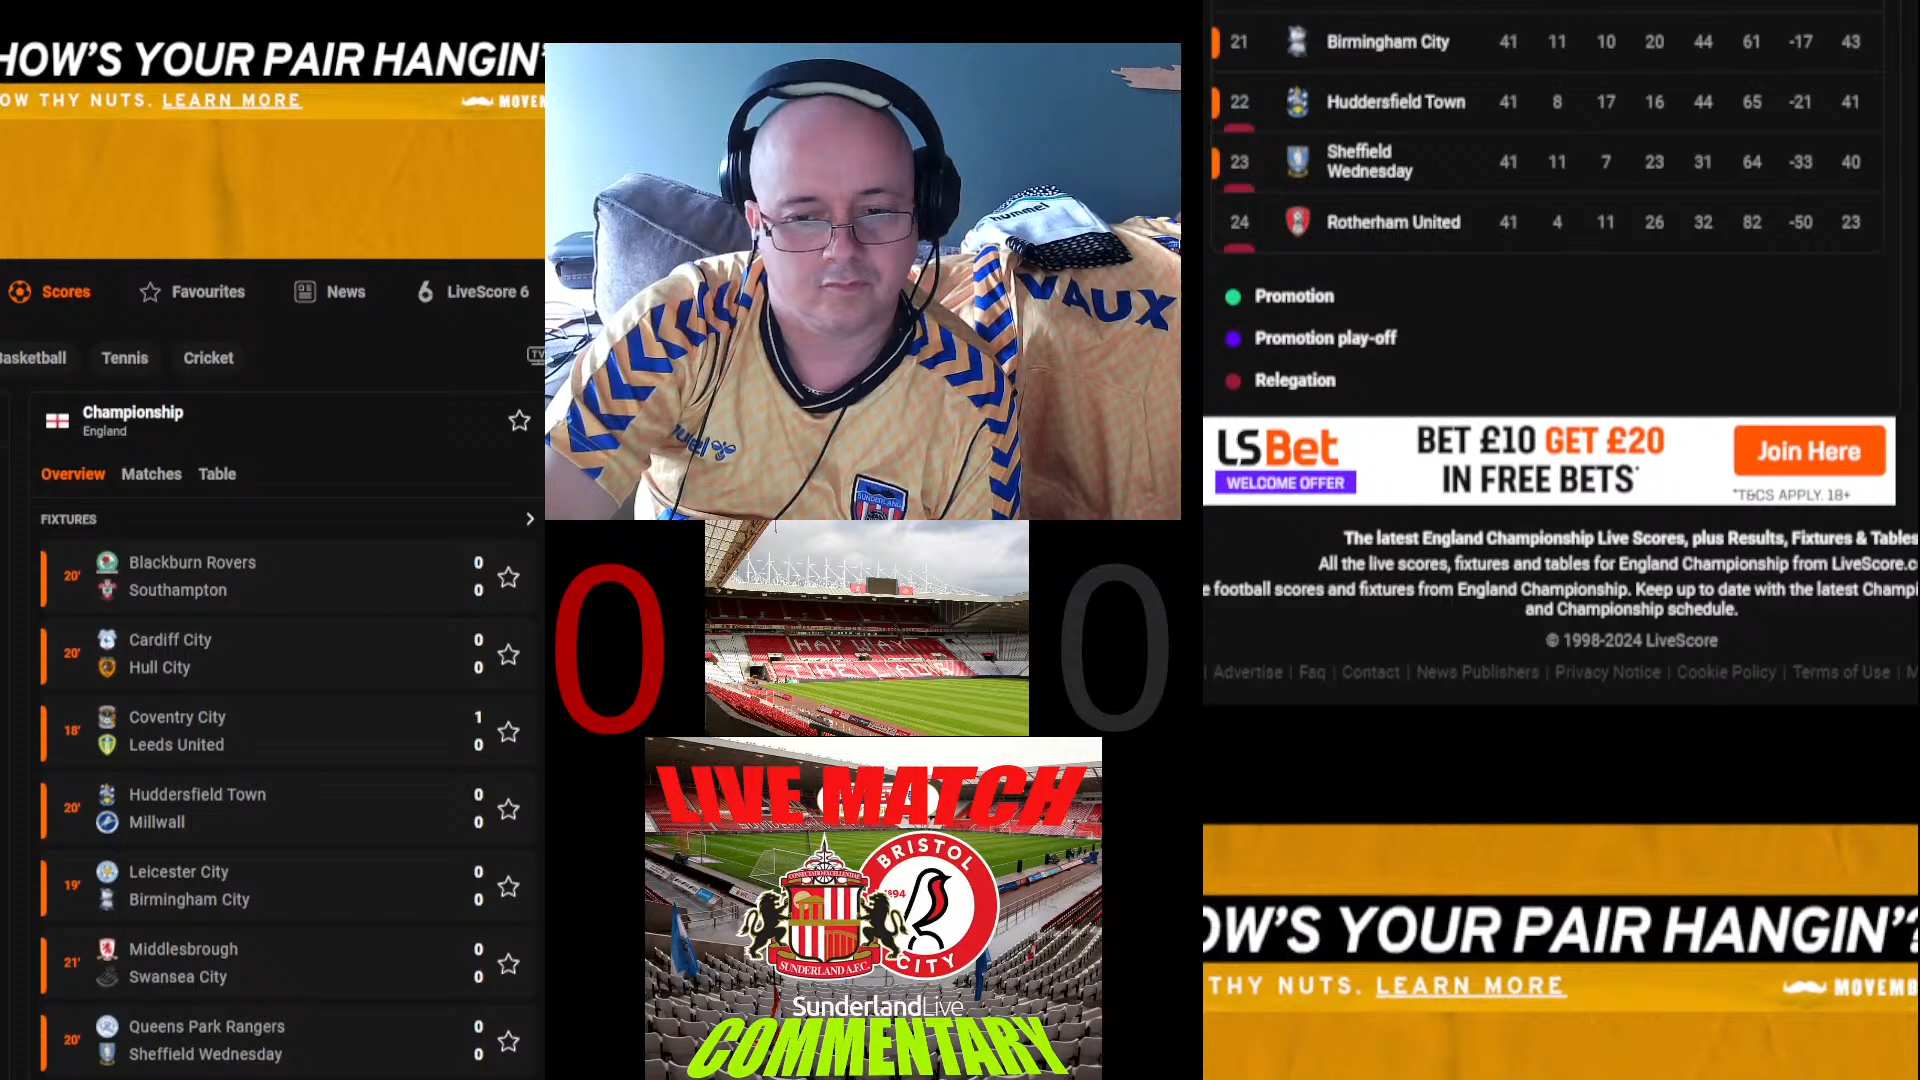 HOW'S YOUR PAIR HANGIN'
OW THY NUTS. LEARN MORE
MOVEM
Scores
Favourites
News
6 LiveScore 6
Basketball
Tennis
Cricket
TV
Championship
England
Overview
Matches
Table
FIXTURES
20' Blackburn Rovers 0
Southampton 0
20' Cardiff City 0
Hull City 0
18' Coventry City 1
Leeds United 0
20' Huddersfield Town 0
Millwall 0
19' Leicester City 0
Birmingham City 0
21' Middlesbrough 0
Swansea City 0
20' Queens Park Rangers 0
Sheffield Wednesday 0
hummel
VAUX
SUNDERLAND
0
0
HA'WAY
THE LADS
LIVE MATCH
CONSECTATIO EXCELLENTIAE
SUNDERLAND A.F.C.
BRISTOL
1894
CITY
SunderlandLive
COMMENTARY
21 Birmingham City 41 11 10 20 44 61 -17 43
22 Huddersfield Town 41 8 17 16 44 65 -21 41
23 Sheffield Wednesday 41 11 7 23 31 64 -33 40
24 Rotherham United 41 4 11 26 32 82 -50 23
Promotion
Promotion play-off
Relegation
LSBet
WELCOME OFFER
BET £10 GET £20
IN FREE BETS*
Join Here
*T&CS APPLY. 18+
The latest England Championship Live Scores, plus Results, Fixtures & Tables
All the live scores, fixtures and tables for England Championship from LiveScore.c
e football scores and fixtures from England Championship. Keep up to date with the latest Champi
and Championship schedule.
© 1998-2024 LiveScore
| Advertise | Faq | Contact | News Publishers | Privacy Notice | Cookie Policy | Terms of Use | M
OW'S YOUR PAIR HANGIN'?
THY NUTS. LEARN MORE
MOVEMB